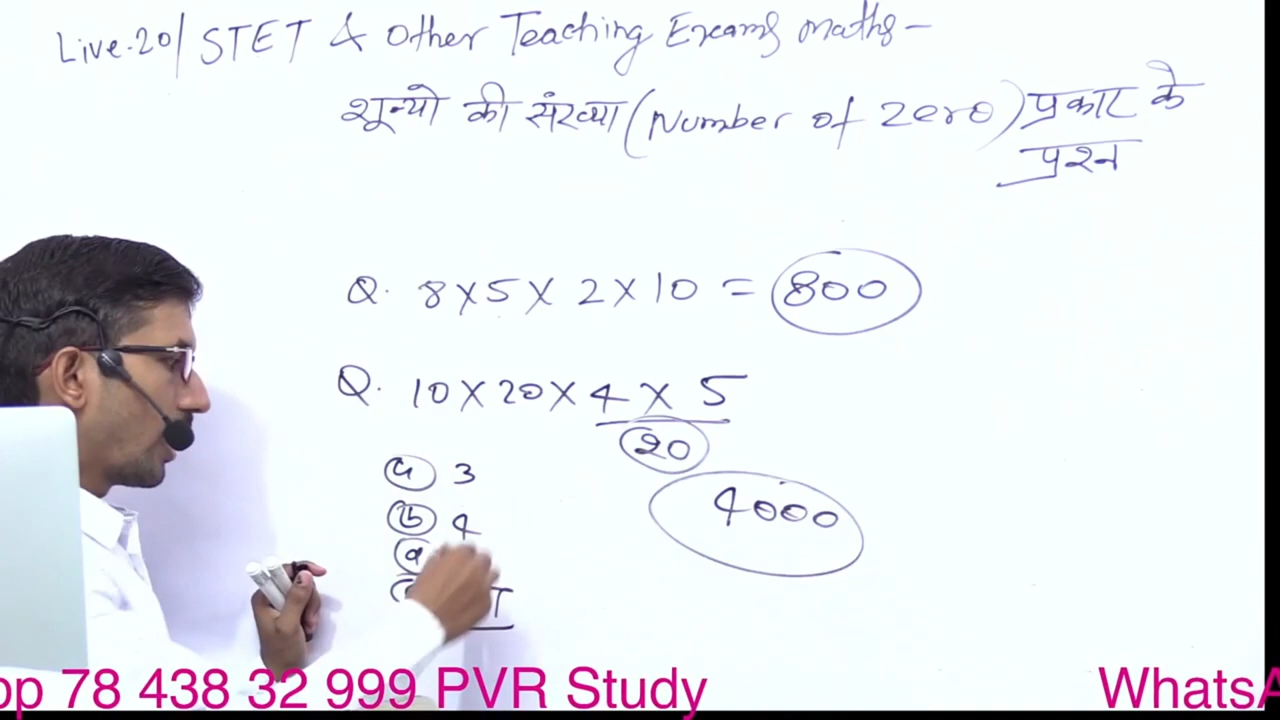 Live.20/ STET & Other Teaching Exams maths-
शून्यो की संख्या (Number of zero) प्रकार के
प्रश्न
Q. 8×5× 2×10 = 800
Q. 10×20×4×5
20
(a) 3
(b) 4
4000
pp 78 438 32 999 PVR Study
WhatsA